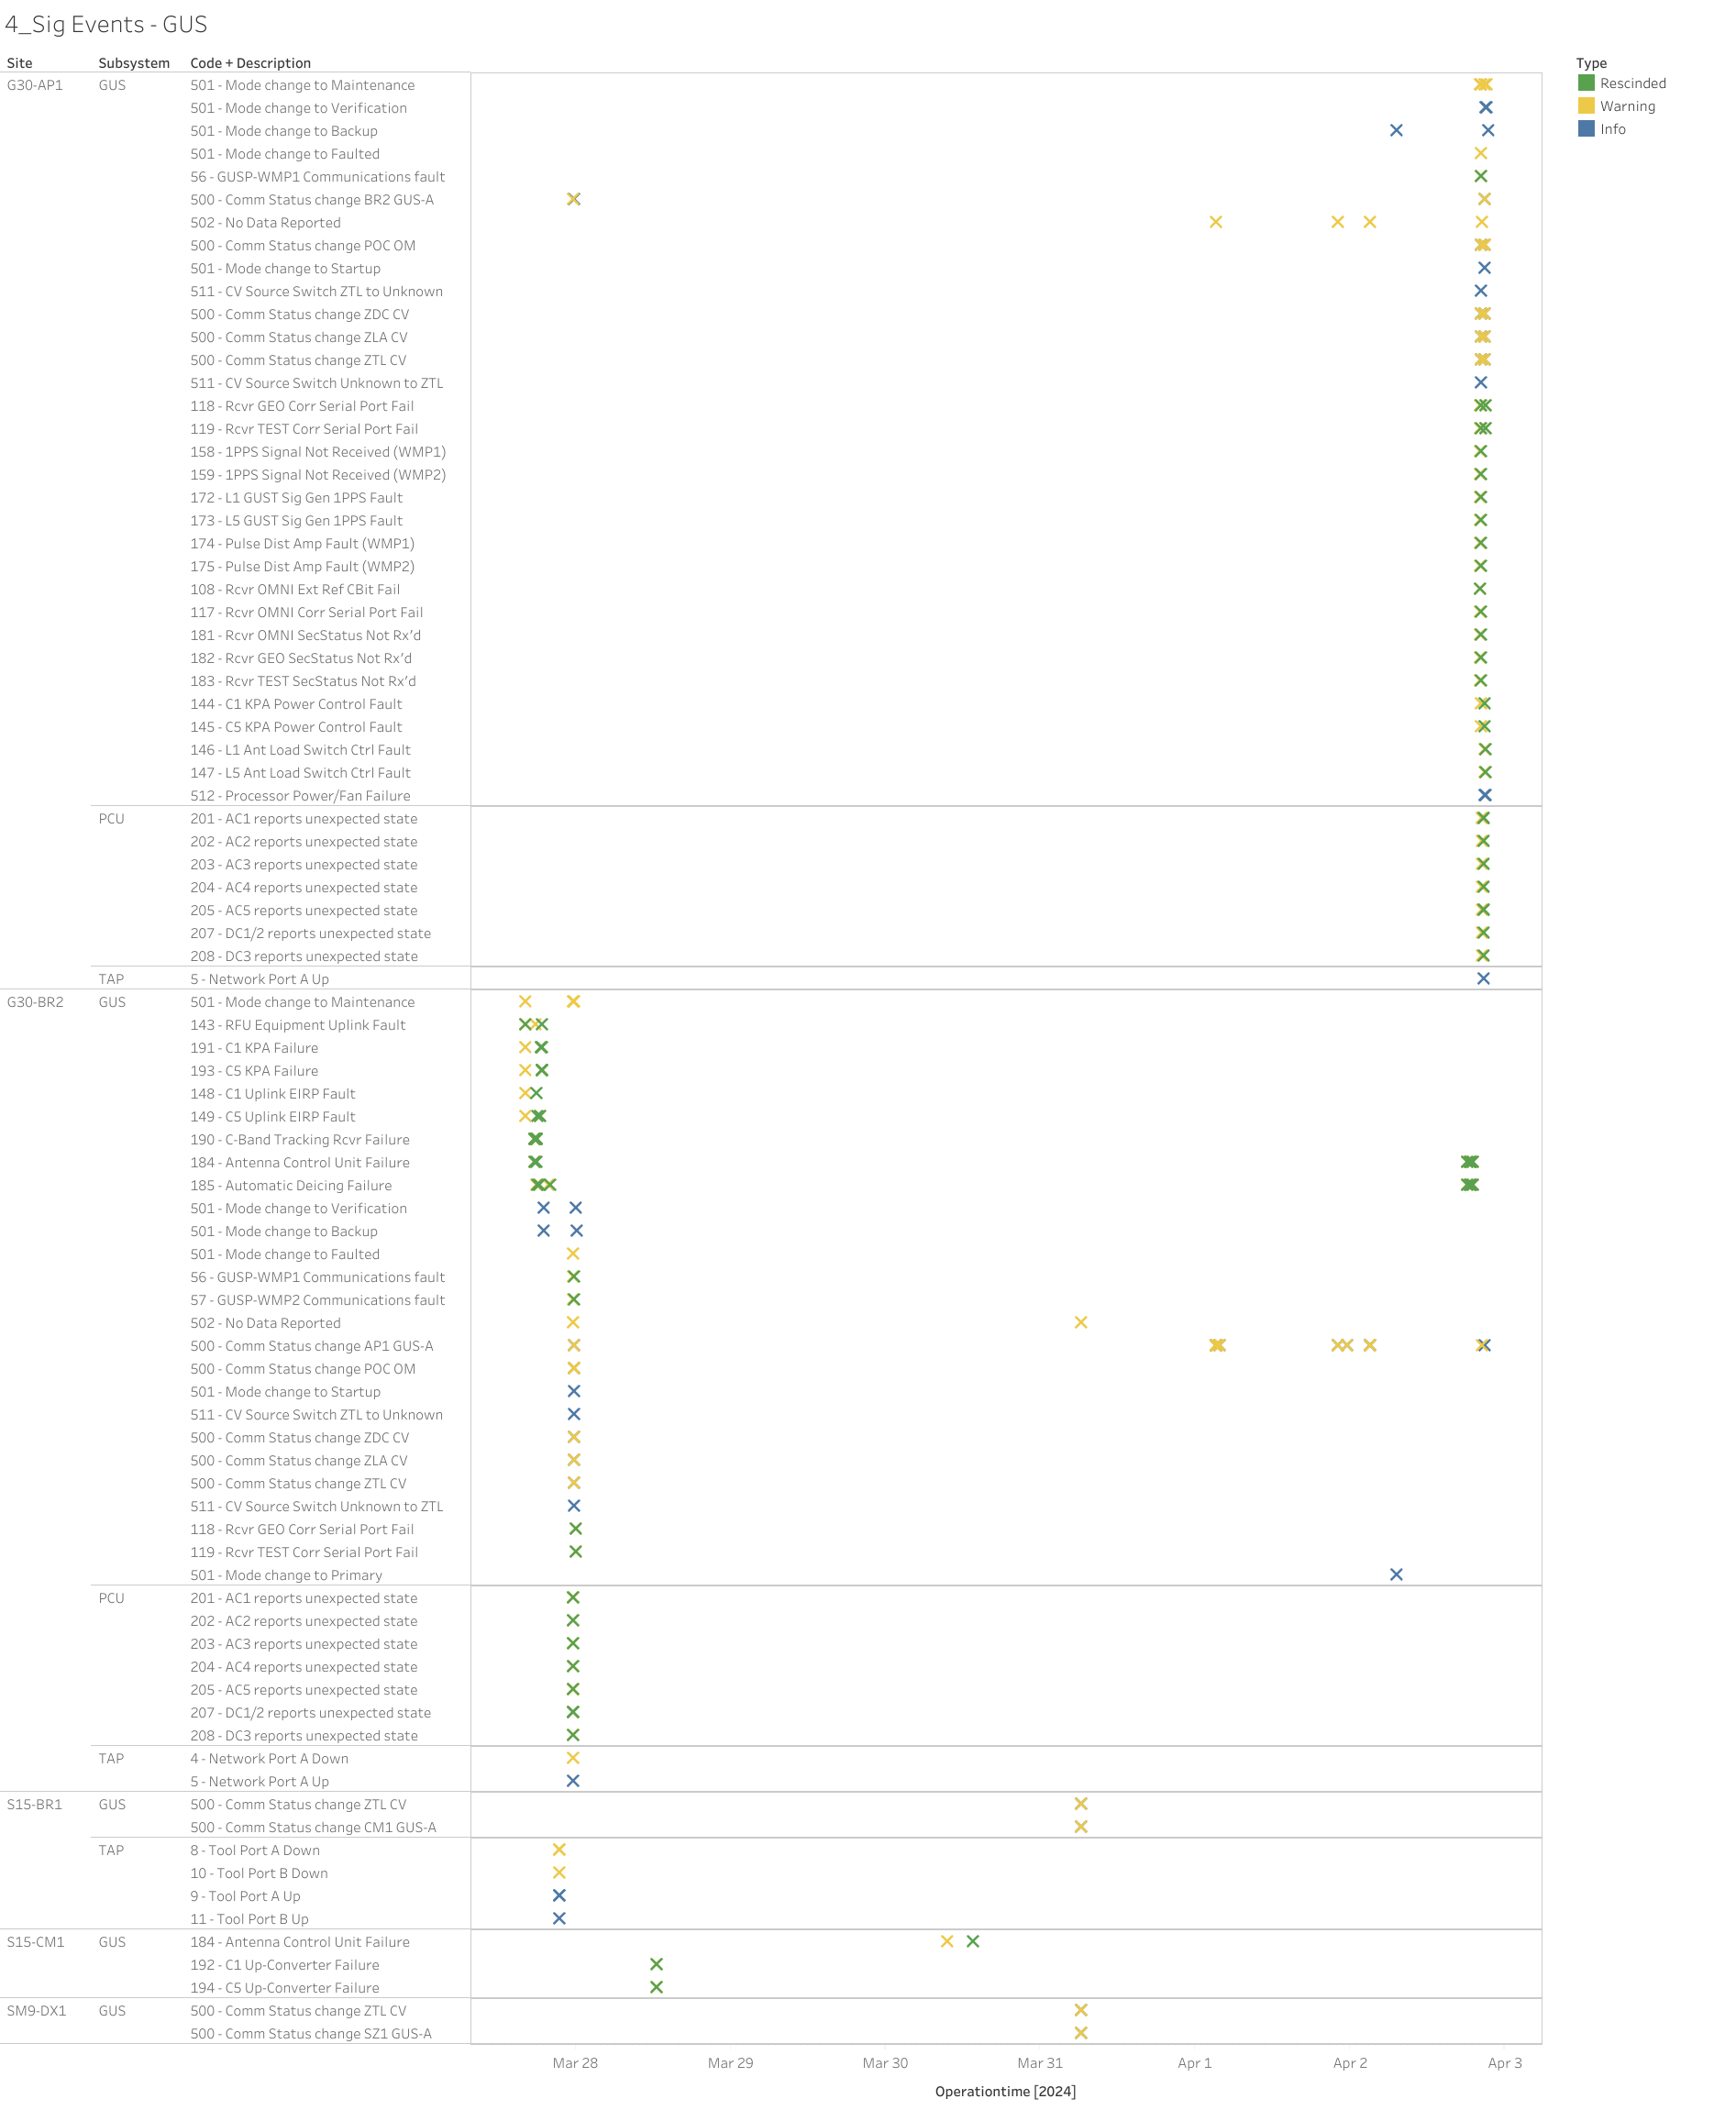 4_Sig Events - GUS
Site Subsystem Code + Description Type
G30-AP1 GUS 501 - Mode change to Maintenance Rescinded
501 - Mode change to Verification Warning
501 - Mode change to Backup Info
501 - Mode change to Faulted
56 - GUSP-WMP1 Communications fault
500 - Comm Status change BR2 GUS-A
502 - No Data Reported
500 - Comm Status change POC OM
501 - Mode change to Startup
511 - CV Source Switch ZTL to Unknown
500 - Comm Status change ZDC CV
500 - Comm Status change ZLA CV
500 - Comm Status change ZTL CV
511 - CV Source Switch Unknown to ZTL
118 - Rcvr GEO Corr Serial Port Fail
119 - Rcvr TEST Corr Serial Port Fail
158 - 1PPS Signal Not Received (WMP1)
159 - 1PPS Signal Not Received (WMP2)
172 - L1 GUST Sig Gen 1PPS Fault
173 - L5 GUST Sig Gen 1PPS Fault
174 - Pulse Dist Amp Fault (WMP1)
175 - Pulse Dist Amp Fault (WMP2)
108 - Rcvr OMNI Ext Ref CBit Fail
117 - Rcvr OMNI Corr Serial Port Fail
181 - Rcvr OMNI SecStatus Not Rx'd
182 - Rcvr GEO SecStatus Not Rx'd
183 - Rcvr TEST SecStatus Not Rx'd
144 - C1 KPA Power Control Fault
145 - C5 KPA Power Control Fault
146 - L1 Ant Load Switch Ctrl Fault
147 - L5 Ant Load Switch Ctrl Fault
512 - Processor Power/Fan Failure
PCU 201 - AC1 reports unexpected state
202 - AC2 reports unexpected state
203 - AC3 reports unexpected state
204 - AC4 reports unexpected state
205 - AC5 reports unexpected state
207 - DC1/2 reports unexpected state
208 - DC3 reports unexpected state
TAP 5 - Network Port A Up
G30-BR2 GUS 501 - Mode change to Maintenance
143 - RFU Equipment Uplink Fault
191 - C1 KPA Failure
193 - C5 KPA Failure
148 - C1 Uplink EIRP Fault
149 - C5 Uplink EIRP Fault
190 - C-Band Tracking Rcvr Failure
184 - Antenna Control Unit Failure
185 - Automatic Deicing Failure
501 - Mode change to Verification
501 - Mode change to Backup
501 - Mode change to Faulted
56 - GUSP-WMP1 Communications fault
57 - GUSP-WMP2 Communications fault
502 - No Data Reported
500 - Comm Status change AP1 GUS-A
500 - Comm Status change POC OM
501 - Mode change to Startup
511 - CV Source Switch ZTL to Unknown
500 - Comm Status change ZDC CV
500 - Comm Status change ZLA CV
500 - Comm Status change ZTL CV
511 - CV Source Switch Unknown to ZTL
118 - Rcvr GEO Corr Serial Port Fail
119 - Rcvr TEST Corr Serial Port Fail
501 - Mode change to Primary
PCU 201 - AC1 reports unexpected state
202 - AC2 reports unexpected state
203 - AC3 reports unexpected state
204 - AC4 reports unexpected state
205 - AC5 reports unexpected state
207 - DC1/2 reports unexpected state
208 - DC3 reports unexpected state
TAP 4 - Network Port A Down
5 - Network Port A Up
S15-BR1 GUS 500 - Comm Status change ZTL CV
500 - Comm Status change CM1 GUS-A
TAP 8 - Tool Port A Down
10 - Tool Port B Down
9 - Tool Port A Up
11 - Tool Port B Up
S15-CM1 GUS 184 - Antenna Control Unit Failure
192 - C1 Up-Converter Failure
194 - C5 Up-Converter Failure
SM9-DX1 GUS 500 - Comm Status change ZTL CV
500 - Comm Status change SZ1 GUS-A
Mar 28 Mar 29 Mar 30 Mar 31 Apr 1 Apr 2 Apr 3
Operationtime [2024]